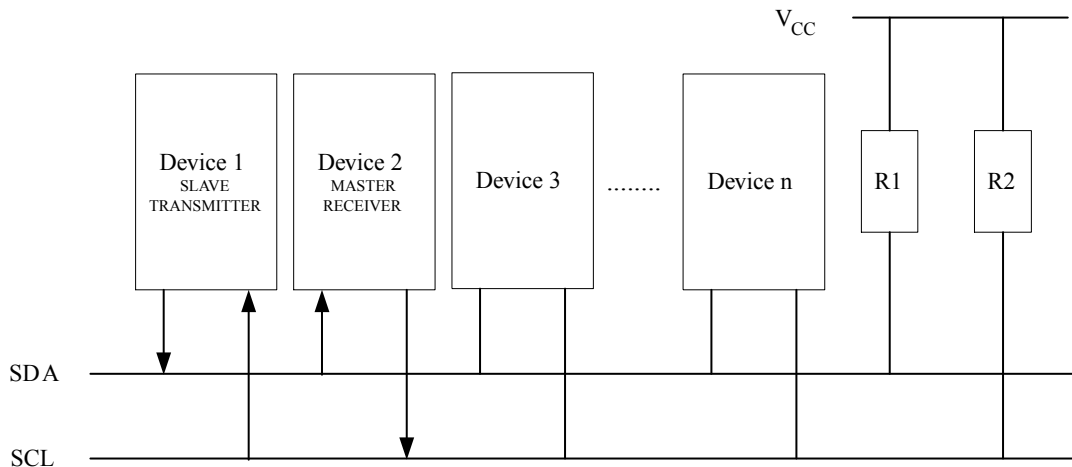 VCC
Device 1
SLAVE
TRANSMITTER
Device 2
MASTER
RECEIVER
Device 3
........
Device n
R1
R2
SDA
SCL